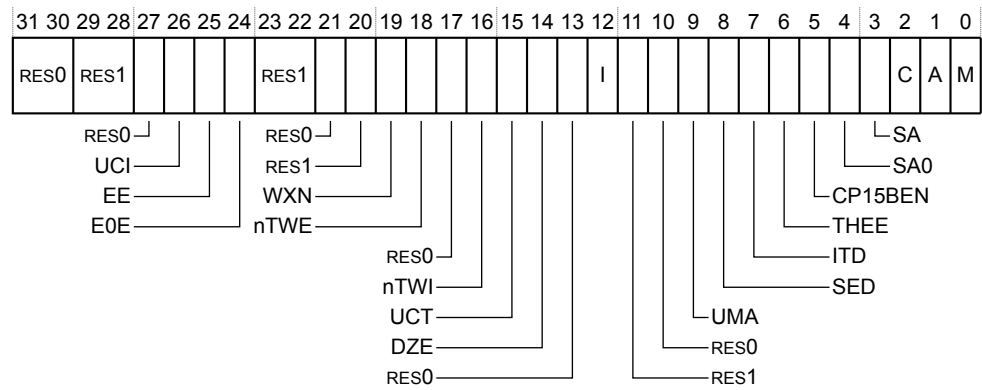 31 30 29 28 27 26 25 24 23 22 21 20 19 18 17 16 15 14 13 12 11 10 9 8 7 6 5 4 3 2 1 0
RES0 RES1 RES1 I C A M
RES0 RES0 SA
UCI RES1 SA0
EE WXN CP15BEN
E0E nTWE THEE
RES0 ITD
nTWI SED
UCT UMA
DZE RES0
RES0 RES1